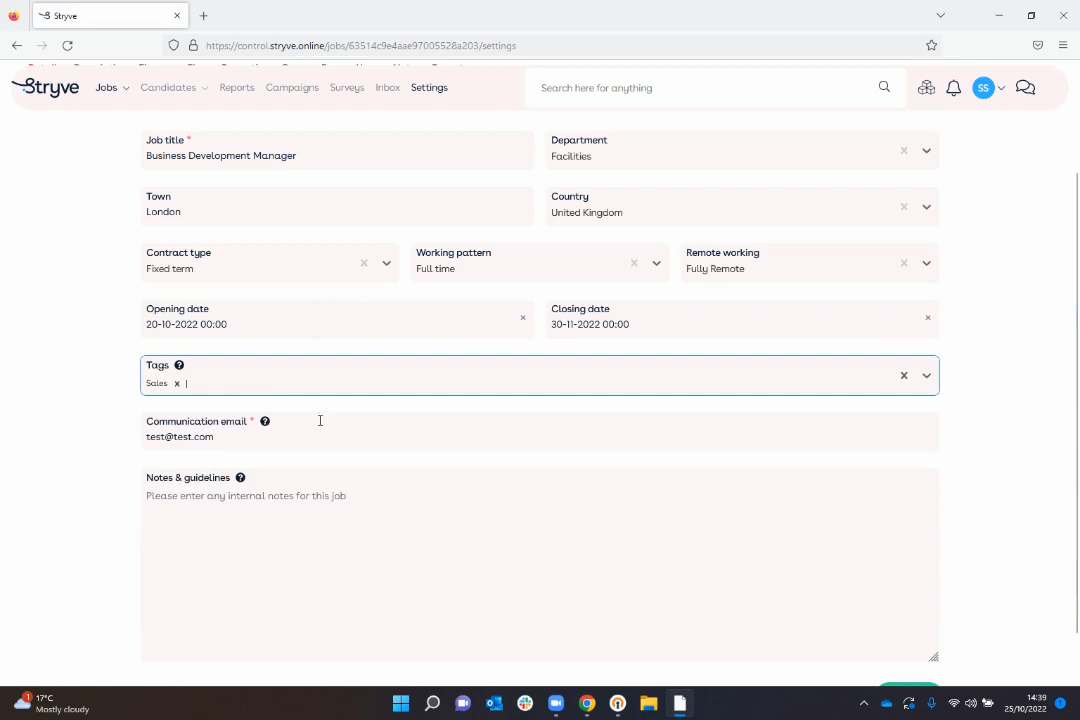 Stryve
https://control.stryve.online/jobs/63514c9e4aae97005528a203/settings
Stryve
Jobs
Candidates
Reports
Campaigns
Surveys
Inbox
Settings
Search here for anything
SS
Job title *
Business Development Manager
Department
Facilities
Town
London
Country
United Kingdom
Contract type
Fixed term
Working pattern
Full time
Remote working
Fully Remote
Opening date
20-10-2022 00:00
Closing date
30-11-2022 00:00
Tags
Sales
Communication email *
test@test.com
Notes & guidelines
Please enter any internal notes for this job
1
17°C
Mostly cloudy
14:39
25/10/2022
1